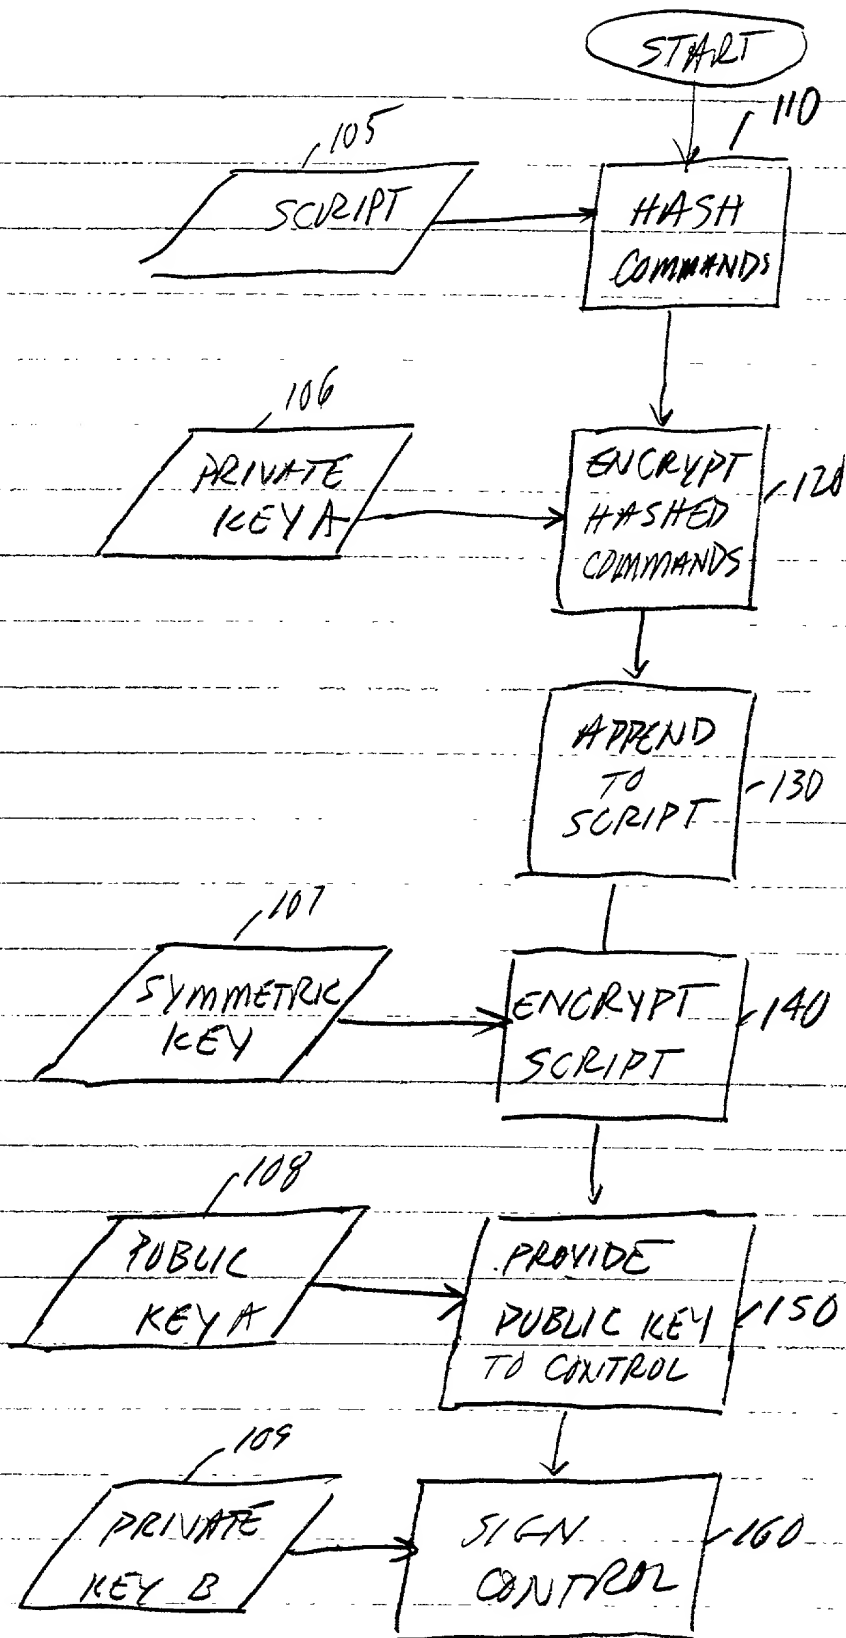 START
110
105
SCRIPT
HASH
COMMANDS
106
PRIVATE
KEY A
ENCRYPT
HASHED
COMMANDS
120
APPEND
TO
SCRIPT
130
107
SYMMETRIC
KEY
ENCRYPT
SCRIPT
140
108
PUBLIC
KEY A
PROVIDE
PUBLIC KEY
TO CONTROL
150
109
PRIVATE
KEY B
SIGN
CONTROL
160